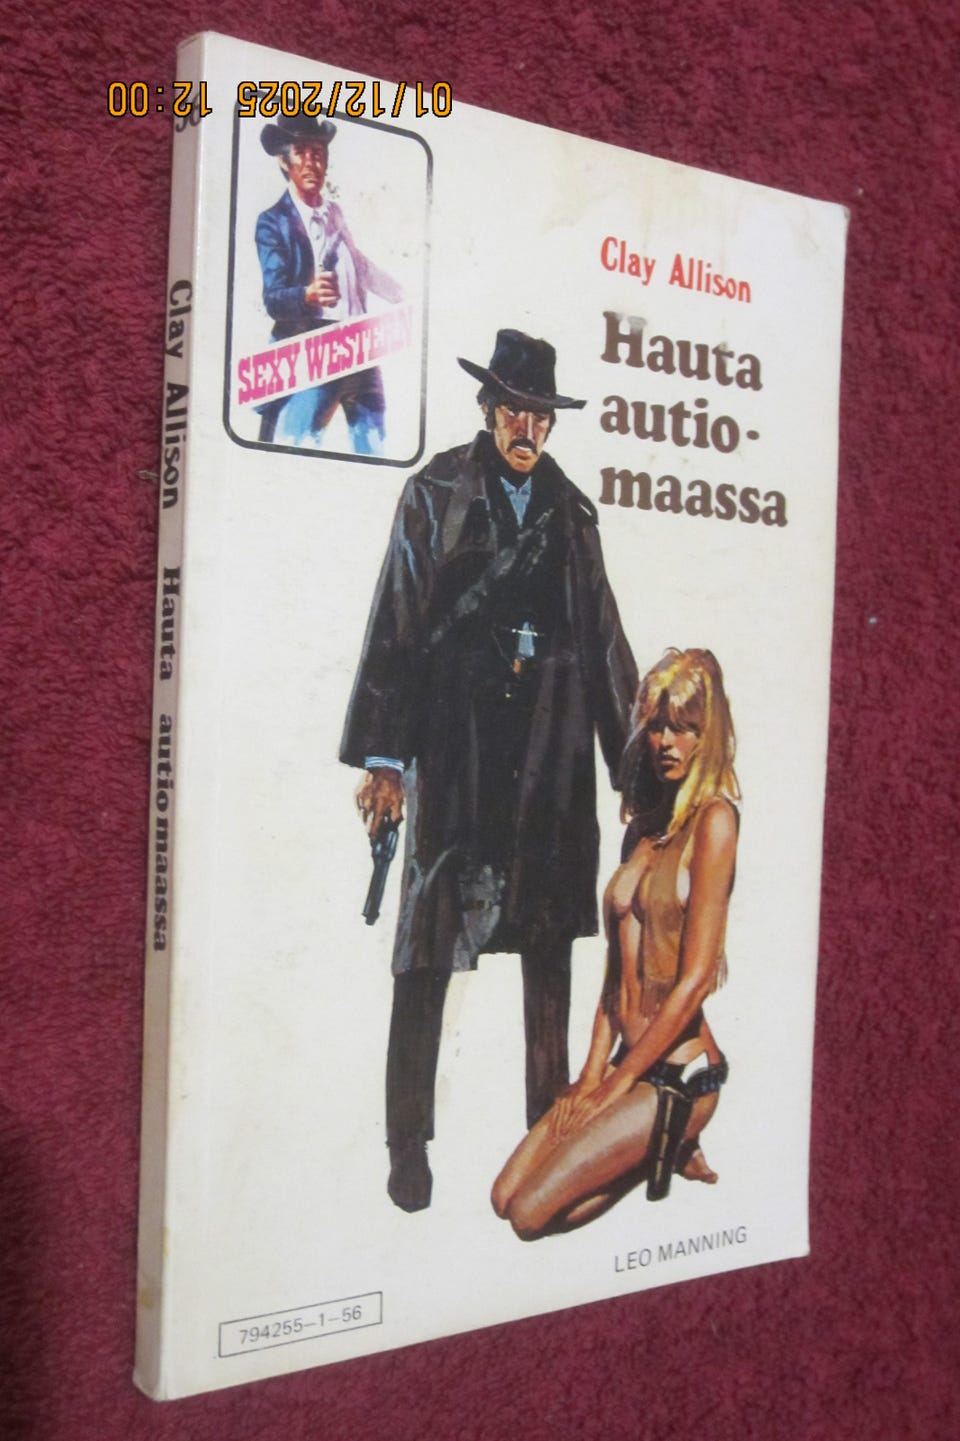 01/12/2025 12:00
SEXY WESTERN
Clay Allison
Hauta
autio-
maassa
LEO MANNING
794255-1-56
Clay Allison Hauta autiomaassa